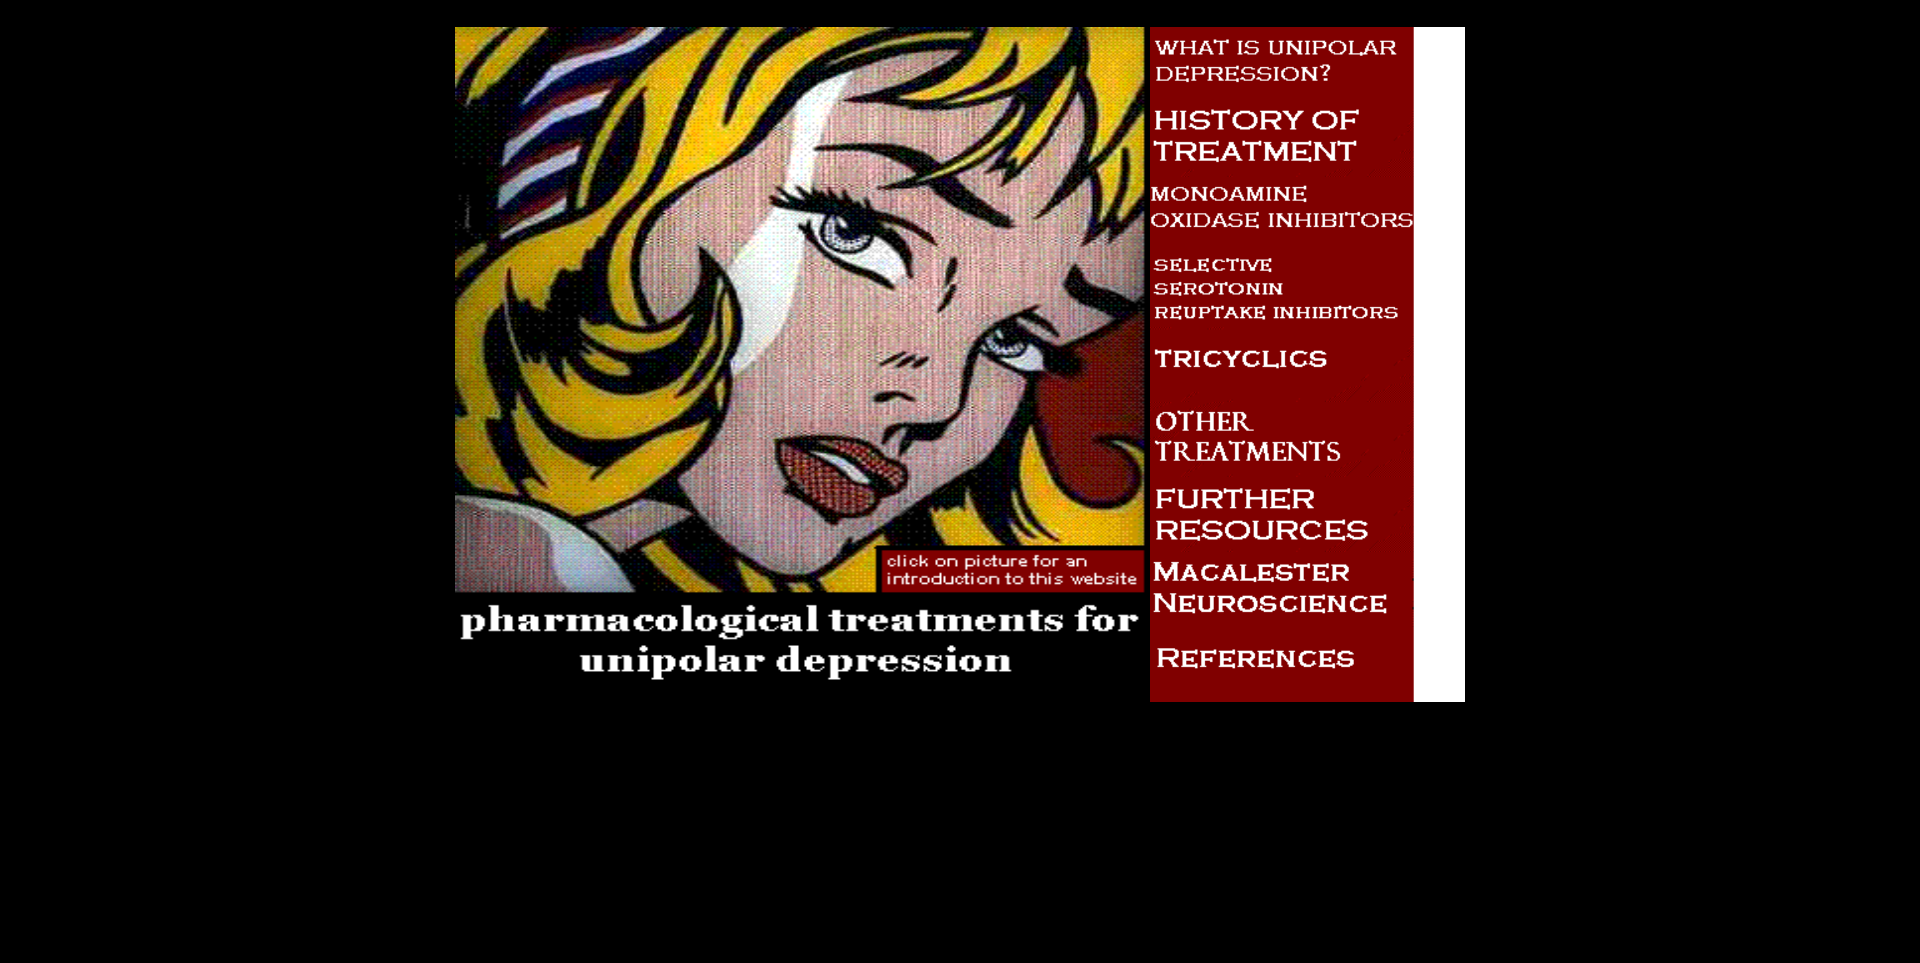 WHAT IS UNIPOLAR
DEPRESSION?
HISTORY OF
TREATMENT
MONOAMINE
OXIDASE INHIBITORS
SELECTIVE
SEROTONIN
REUPTAKE INHIBITORS
TRICYCLICS
OTHER
TREATMENTS
FURTHER
RESOURCES
MACALESTER
NEUROSCIENCE
REFERENCES
click on picture for an
introduction to this website
pharmacological treatments for
unipolar depression